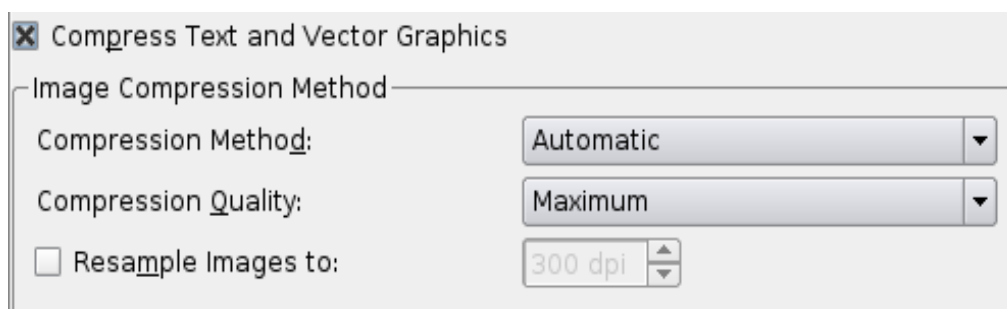 Compress Text and Vector Graphics
Image Compression Method
Compression Method: Automatic
Compression Quality: Maximum
Resample Images to: 300 dpi